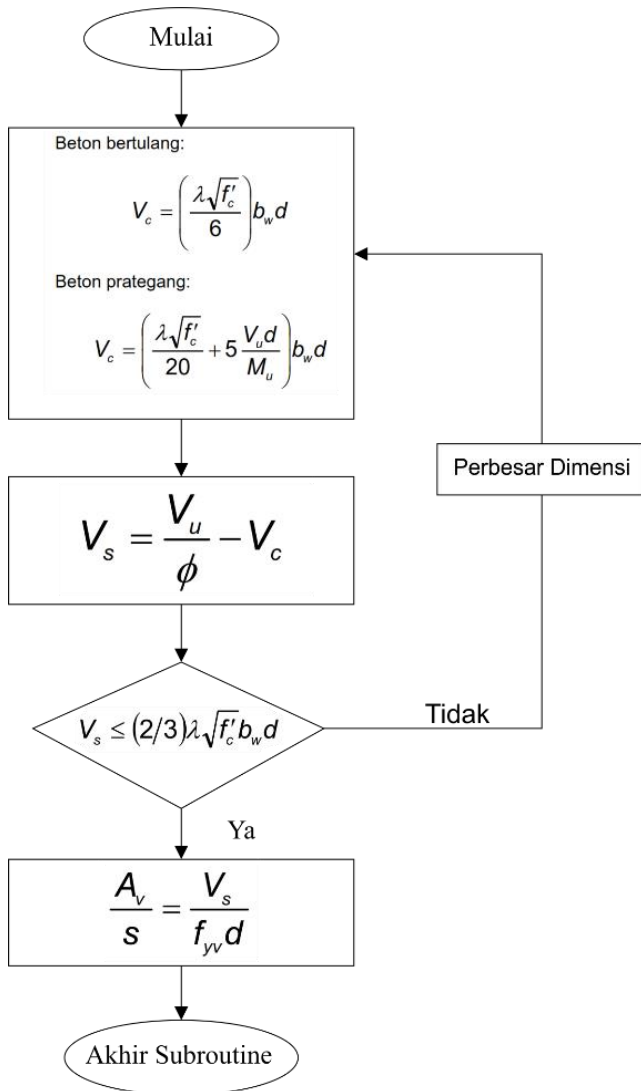 Mulai
Beton bertulang:
V_c = (λ√f'_c / 6) b_w d
Beton prategang:
V_c = (λ√f'_c / 20 + 5 V_u d / M_u) b_w d
Perbesar Dimensi
V_s = V_u / ϕ − V_c
V_s ≤ (2/3)λ√f'_c b_w d
Tidak
Ya
A_v / s = V_s / f_yv d
Akhir Subroutine